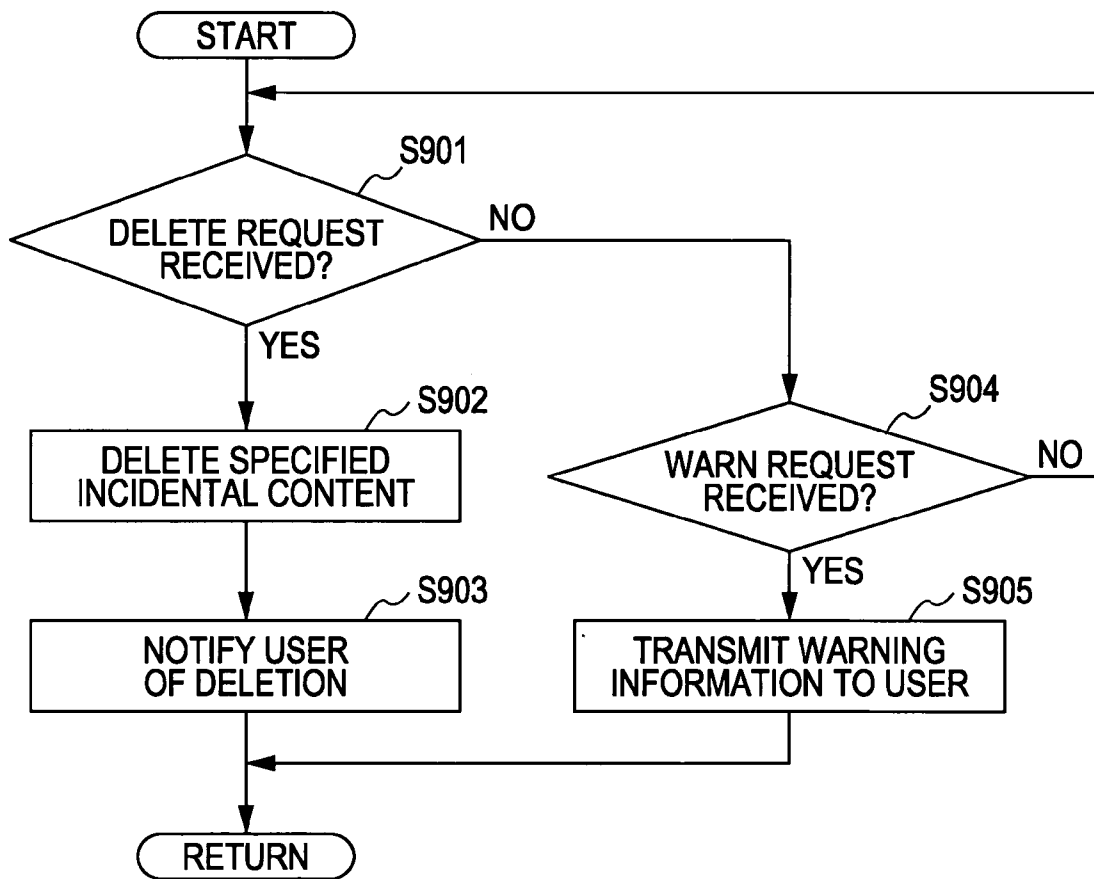 START
S901
DELETE REQUEST
RECEIVED?
NO
YES
S902
DELETE SPECIFIED
INCIDENTAL CONTENT
S903
NOTIFY USER
OF DELETION
S904
WARN REQUEST
RECEIVED?
NO
YES
S905
TRANSMIT WARNING
INFORMATION TO USER
RETURN